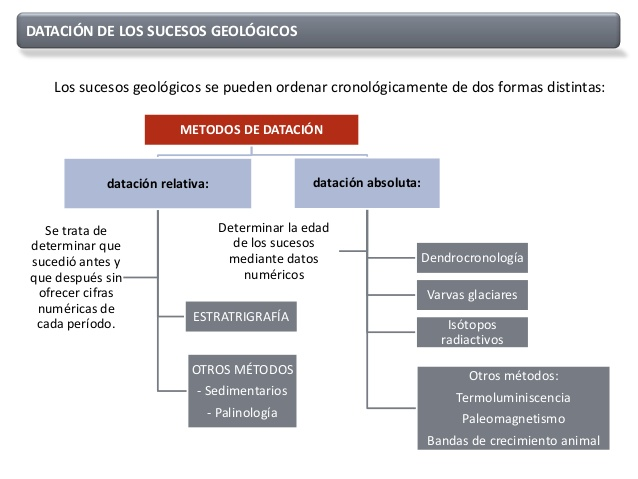 DATACIÓN DE LOS SUCESOS GEOLÓGICOS
Los sucesos geológicos se pueden ordenar cronológicamente de dos formas distintas:
METODOS DE DATACIÓN
datación relativa:
Se trata de
determinar que
sucedió antes y
que después sin
ofrecer cifras
numéricas de
cada período.
ESTRATRIGRAFÍA
OTROS MÉTODOS
- Sedimentarios
- Palinología
datación absoluta:
Determinar la edad
de los sucesos
mediante datos
numéricos
Dendrocronología
Varvas glaciares
Isótopos
radiactivos
Otros métodos:
Termoluminiscencia
Paleomagnetismo
Bandas de crecimiento animal